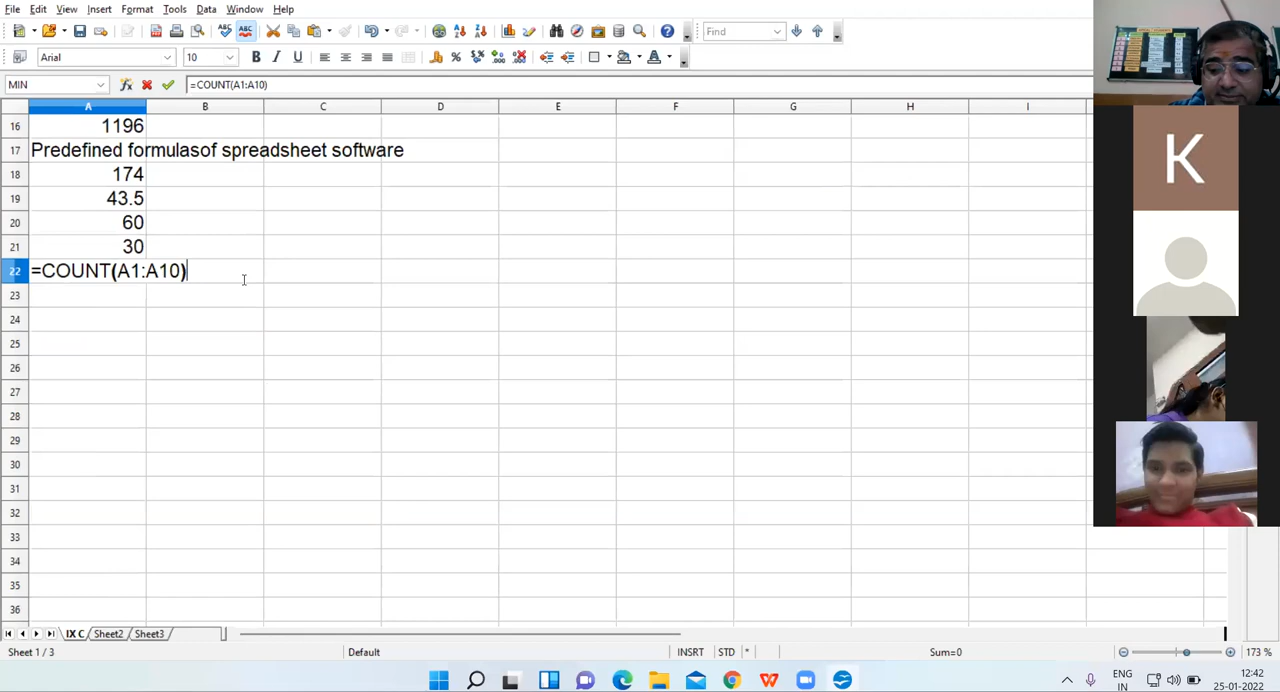 File Edit View Insert Format Tools Data Window Help
Find
Arial 10
MIN =COUNT(A1:A10)
A B C D E F G H I
16 1196
17 Predefined formulasof spreadsheet software
18 174
19 43.5
20 60
21 30
22 =COUNT(A1:A10)
23
24
25
26
27
28
29
30
31
32
33
34
35
36
IX C Sheet2 Sheet3
Sheet 1 / 3 Default INSRT STD * Sum=0 173 %
K
ENG
IN
12:42
25-01-2022